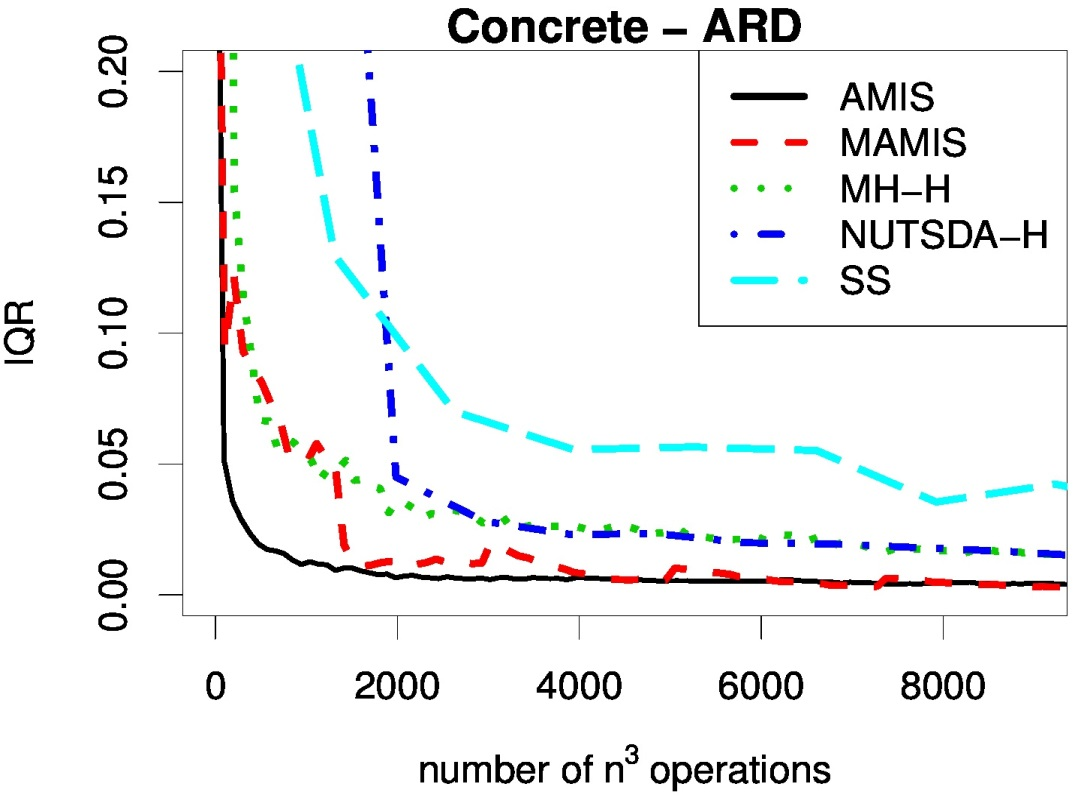 Concrete – ARD
0.20
0.15
0.10
0.05
0.00
IQR
AMIS
MAMIS
MH−H
NUTSDA−H
SS
0 2000 4000 6000 8000
number of n³ operations